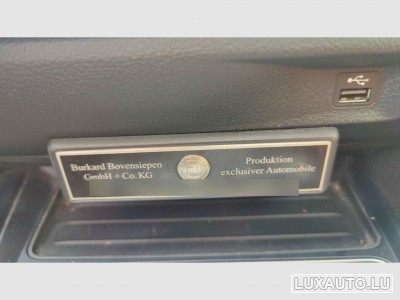 Burkard Bovensiepen
GmbH + Co. KG
Produktion
exclusiver Automobile
LUXAUTO.LU